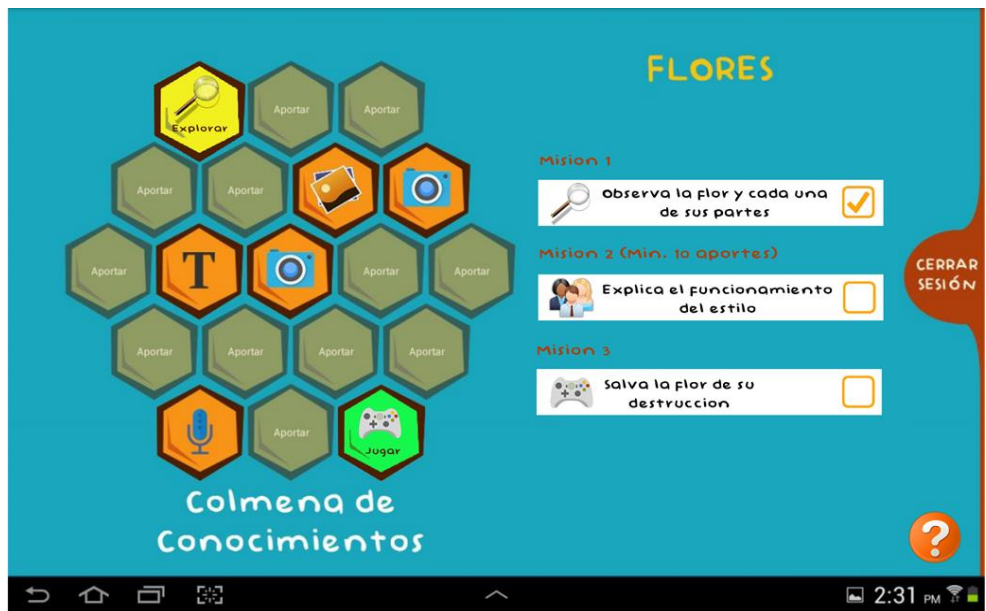 FLORES
Explorar
Aportar
Aportar
Mision 1
Observa la flor y cada una
de sus partes
Aportar
Aportar
Mision 2 (Min. 10 aportes)
Explica el funcionamiento
del estilo
Aportar
T
Aportar
Aportar
CERRAR
SESIÓN
Mision 3
Salva la flor de su
destruccion
Aportar
Aportar
Aportar
Aportar
Aportar
Jugar
Colmena de
Conocimientos
?
2:31 PM